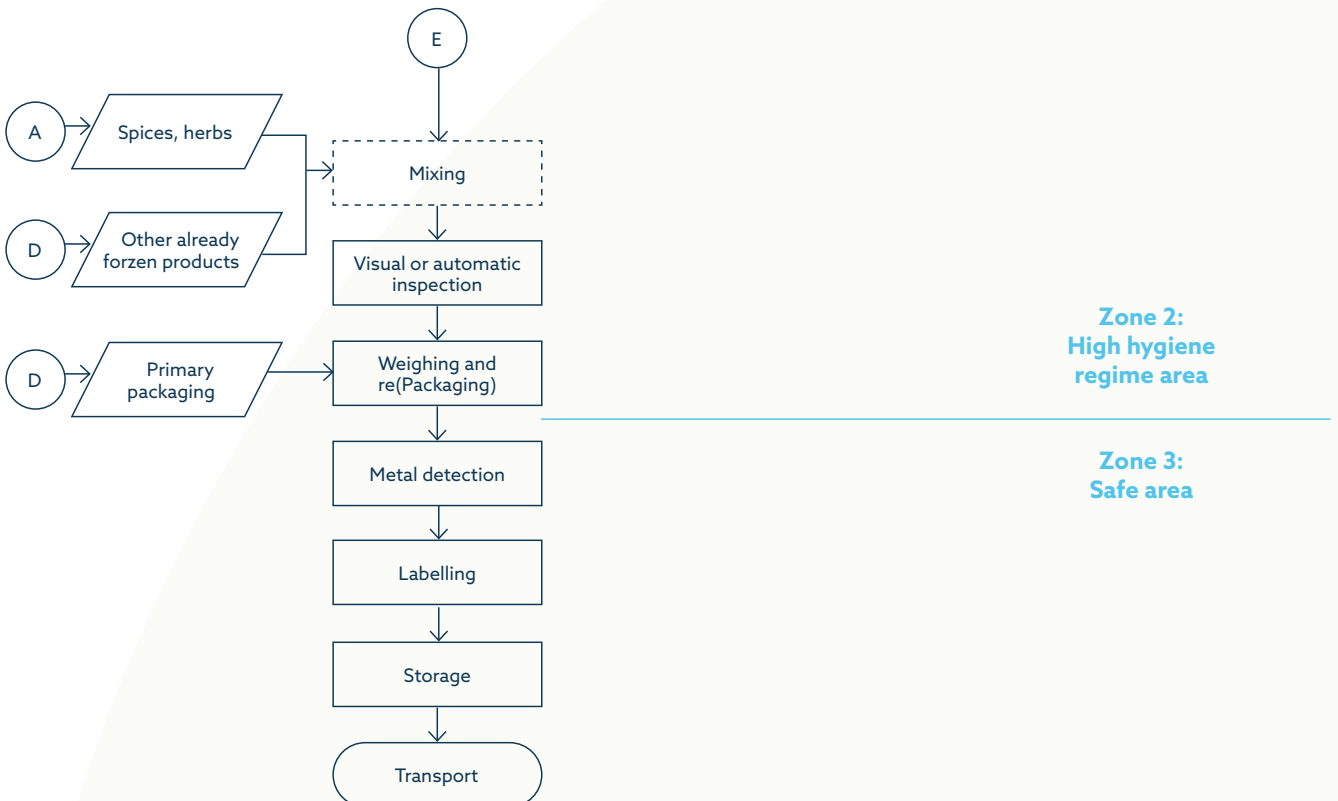 E
A
Spices, herbs
Mixing
D
Other already
forzen products
Visual or automatic
inspection
D
Primary
packaging
Weighing and
re(Packaging)
Zone 2:
High hygiene
regime area
Metal detection
Zone 3:
Safe area
Labelling
Storage
Transport